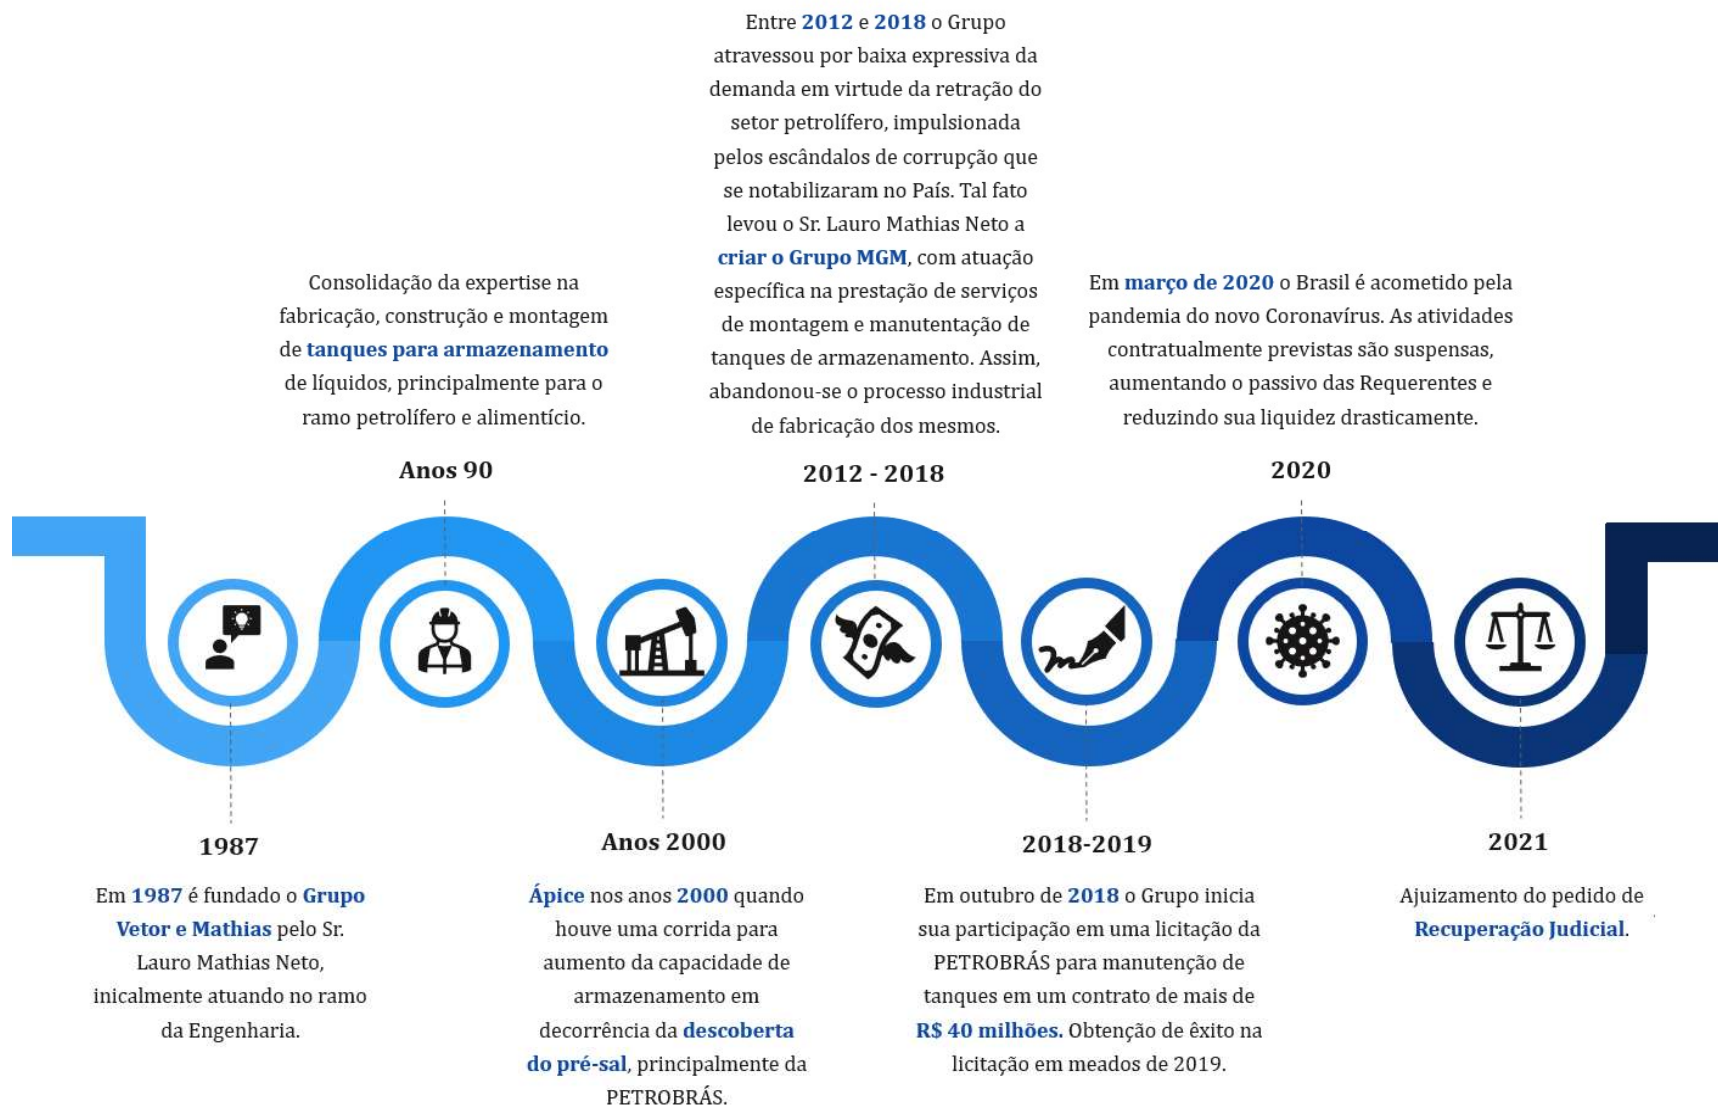 Em 1987 é fundado o Grupo
Vetor e Mathias pelo Sr.
Lauro Mathias Neto,
inicalmente atuando no ramo
da Engenharia.
1987
Consolidação da expertise na
fabricação, construção e montagem
de tanques para armazenamento
de líquidos, principalmente para o
ramo petrolífero e alimentício.
Anos 90
Anos 2000
Ápice nos anos 2000 quando
houve uma corrida para
aumento da capacidade de
armazenamento em
decorrência da descoberta
do pré-sal, principalmente da
PETROBRÁS.
Entre 2012 e 2018 o Grupo
atravessou por baixa expressiva da
demanda em virtude da retração do
setor petrolífero, impulsionada
pelos escândalos de corrupção que
se notabilizaram no País. Tal fato
levou o Sr. Lauro Mathias Neto a
criar o Grupo MGM, com atuação
específica na prestação de serviços
de montagem e manutentação de
tanques de armazenamento. Assim,
abandonou-se o processo industrial
de fabricação dos mesmos.
2012 - 2018
2018-2019
Em outubro de 2018 o Grupo inicia
sua participação em uma licitação da
PETROBRÁS para manutenção de
tanques em um contrato de mais de
R$ 40 milhões. Obtenção de êxito na
licitação em meados de 2019.
Em março de 2020 o Brasil é acometido pela
pandemia do novo Coronavírus. As atividades
contratualmente previstas são suspensas,
aumentando o passivo das Requerentes e
reduzindo sua liquidez drasticamente.
2020
2021
Ajuizamento do pedido de
Recuperação Judicial.